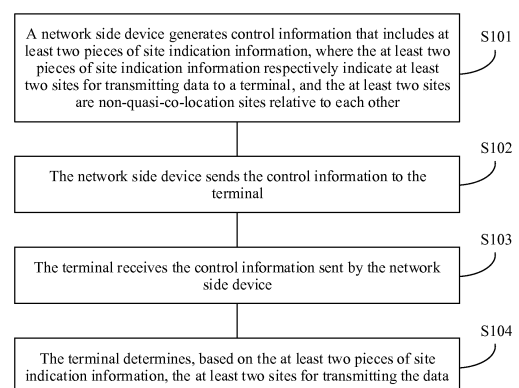 A network side device generates control information that includes at
least two pieces of site indication information, where the at least two
pieces of site indication information respectively indicate at least
two sites for transmitting data to a terminal, and the at least two sites
are non-quasi-co-location sites relative to each other
S101
The network side device sends the control information to the
terminal
S102
The terminal receives the control information sent by the network
side device
S103
The terminal determines, based on the at least two pieces of site
indication information, the at least two sites for transmitting the data
S104